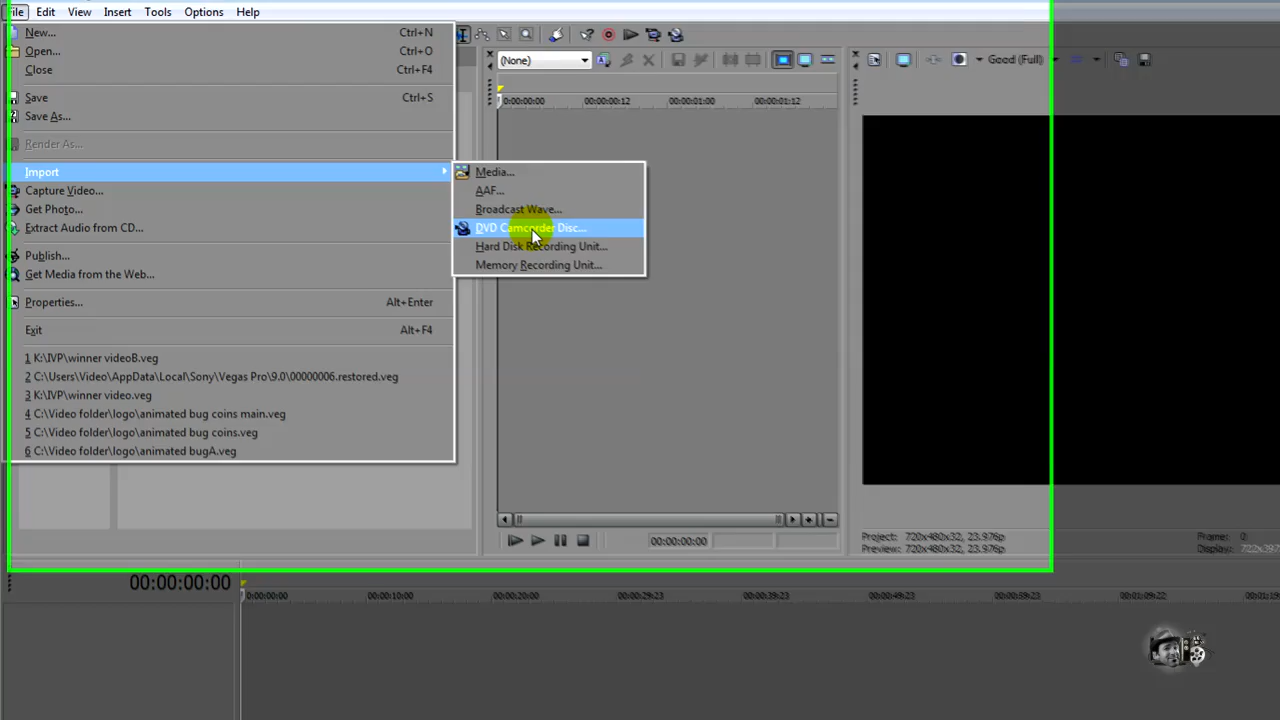 File Edit View Insert Tools Options Help
New... Ctrl+N
Open... Ctrl+O
Close Ctrl+F4
Save Ctrl+S
Save As...
Render As...
Import
Capture Video...
Get Photo...
Extract Audio from CD...
Publish...
Get Media from the Web...
Properties... Alt+Enter
Exit Alt+F4
1 K:\IVP\winner videoB.veg
2 C:\Users\Video\AppData\Local\Sony\Vegas Pro\9.0\00000006.restored.veg
3 K:\IVP\winner video.veg
4 C:\Video folder\logo\animated bug coins main.veg
5 C:\Video folder\logo\animated bug coins.veg
6 C:\Video folder\logo\animated bugA.veg
Media...
AAF...
Broadcast Wave...
DVD Camcorder Disc...
Hard Disk Recording Unit...
Memory Recording Unit...
(None)
0:00:00:00 00:00:00:12 00:00:01:00 00:00:01:12
00:00:00:00
Good (Full)
Project: 720x480x32, 23.976p
Preview: 720x480x32, 23.976p
Frame: 0
Display:
00:00:00:00
0:00:00:00 00:00:10:00 00:00:20:00 00:00:29:23 00:00:39:23 00:00:49:23 00:00:59:23 00:01:09:22